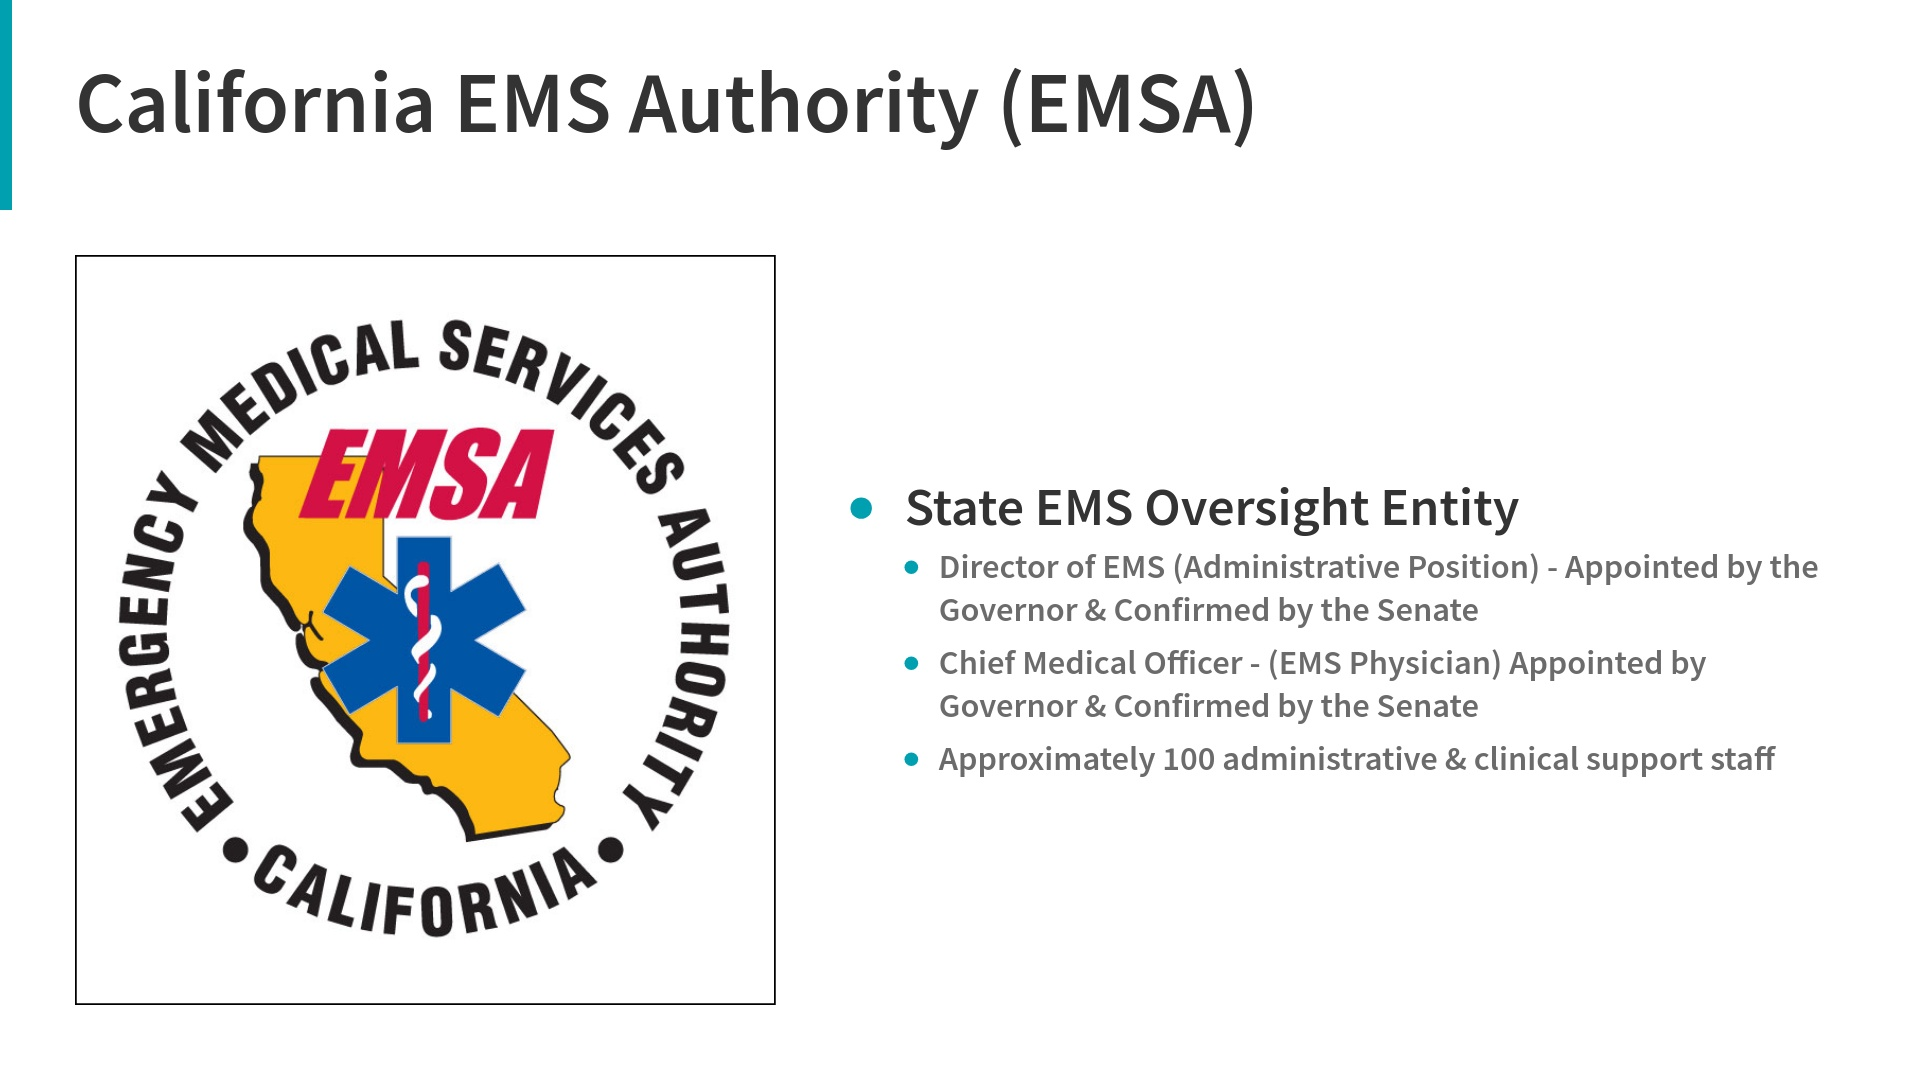 California EMS Authority (EMSA)
EMERGENCY MEDICAL SERVICES AUTHORITY
EMSA
• CALIFORNIA •
• State EMS Oversight Entity
• Director of EMS (Administrative Position) - Appointed by the
Governor & Confirmed by the Senate
• Chief Medical Officer - (EMS Physician) Appointed by
Governor & Confirmed by the Senate
• Approximately 100 administrative & clinical support staff